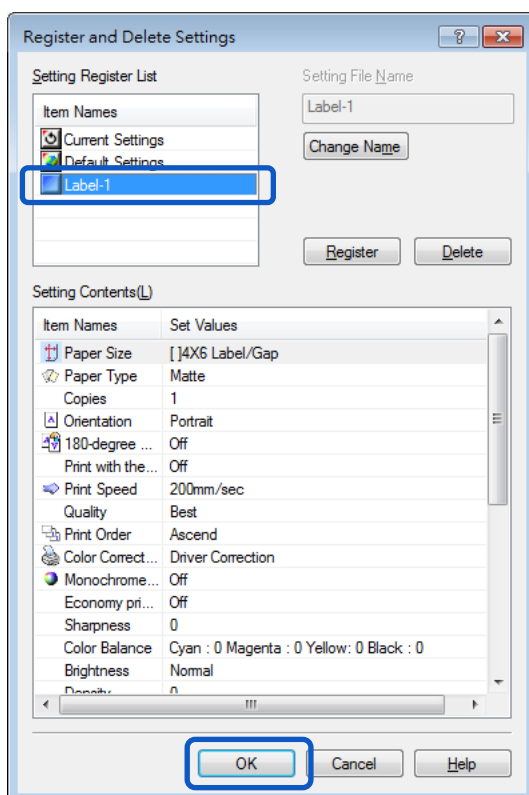 Register and Delete Settings
Setting Register List
Setting File Name
Item Names
Label-1
Current Settings
Change Name
Default Settings
Label-1
Register Delete
Setting Contents(L)
Item Names Set Values
Paper Size [ ]4X6 Label/Gap
Paper Type Matte
Copies 1
Orientation Portrait
180-degree ... Off
Print with the... Off
Print Speed 200mm/sec
Quality Best
Print Order Ascend
Color Correct... Driver Correction
Monochrome... Off
Economy pri... Off
Sharpness 0
Color Balance Cyan : 0 Magenta : 0 Yellow: 0 Black : 0
Brightness Normal
Density 0
OK Cancel Help